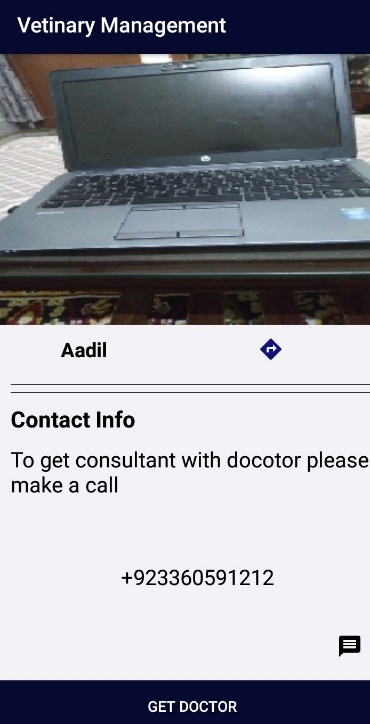 Vetinary Management
Aadil
Contact Info
To get consultant with docotor please
make a call
+923360591212
GET DOCTOR